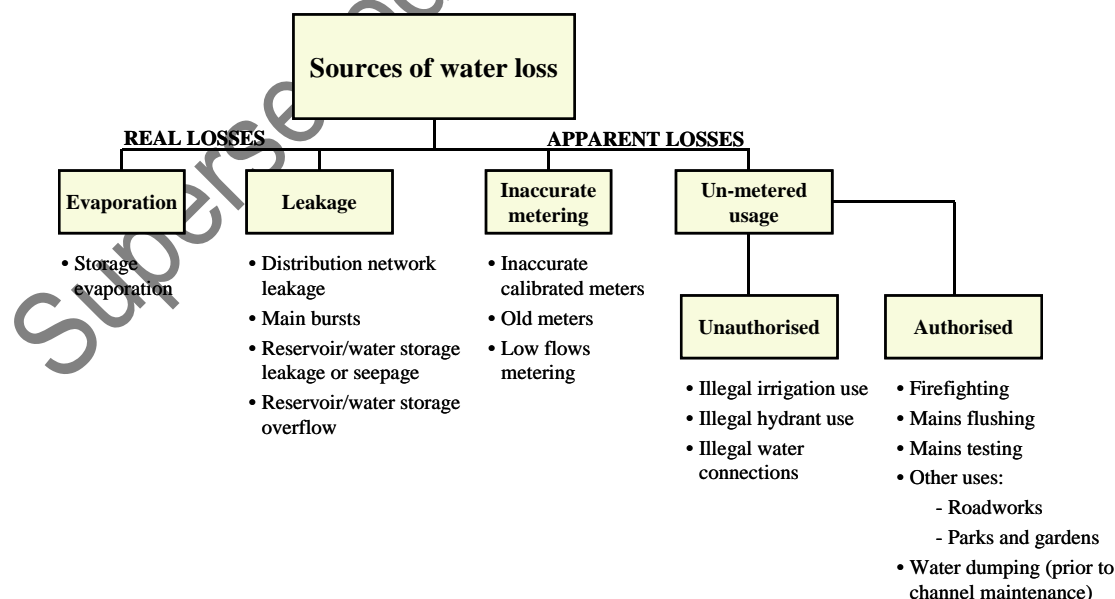 Sources of water loss
REAL LOSSES
APPARENT LOSSES
Evaporation
• Storage
evaporation
Leakage
• Distribution network
leakage
• Main bursts
• Reservoir/water storage
leakage or seepage
• Reservoir/water storage
overflow
Inaccurate
metering
• Inaccurate
calibrated meters
• Old meters
• Low flows
metering
Un-metered
usage
Unauthorised
• Illegal irrigation use
• Illegal hydrant use
• Illegal water
connections
Authorised
• Firefighting
• Mains flushing
• Mains testing
• Other uses:
- Roadworks
- Parks and gardens
• Water dumping (prior to
channel maintenance)